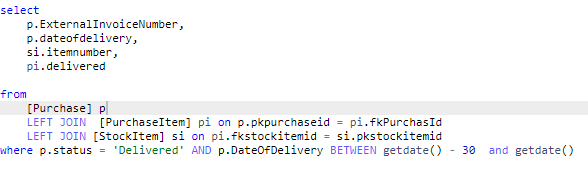 select
p.ExternalInvoiceNumber,
p.dateofdelivery,
si.itemnumber,
pi.delivered
from
[Purchase] p
LEFT JOIN [PurchaseItem] pi on p.pkpurchaseid = pi.fkPurchasId
LEFT JOIN [StockItem] si on pi.fkstockitemid = si.pkstockitemid
where p.status = 'Delivered' AND p.DateOfDelivery BETWEEN getdate() - 30 and getdate()